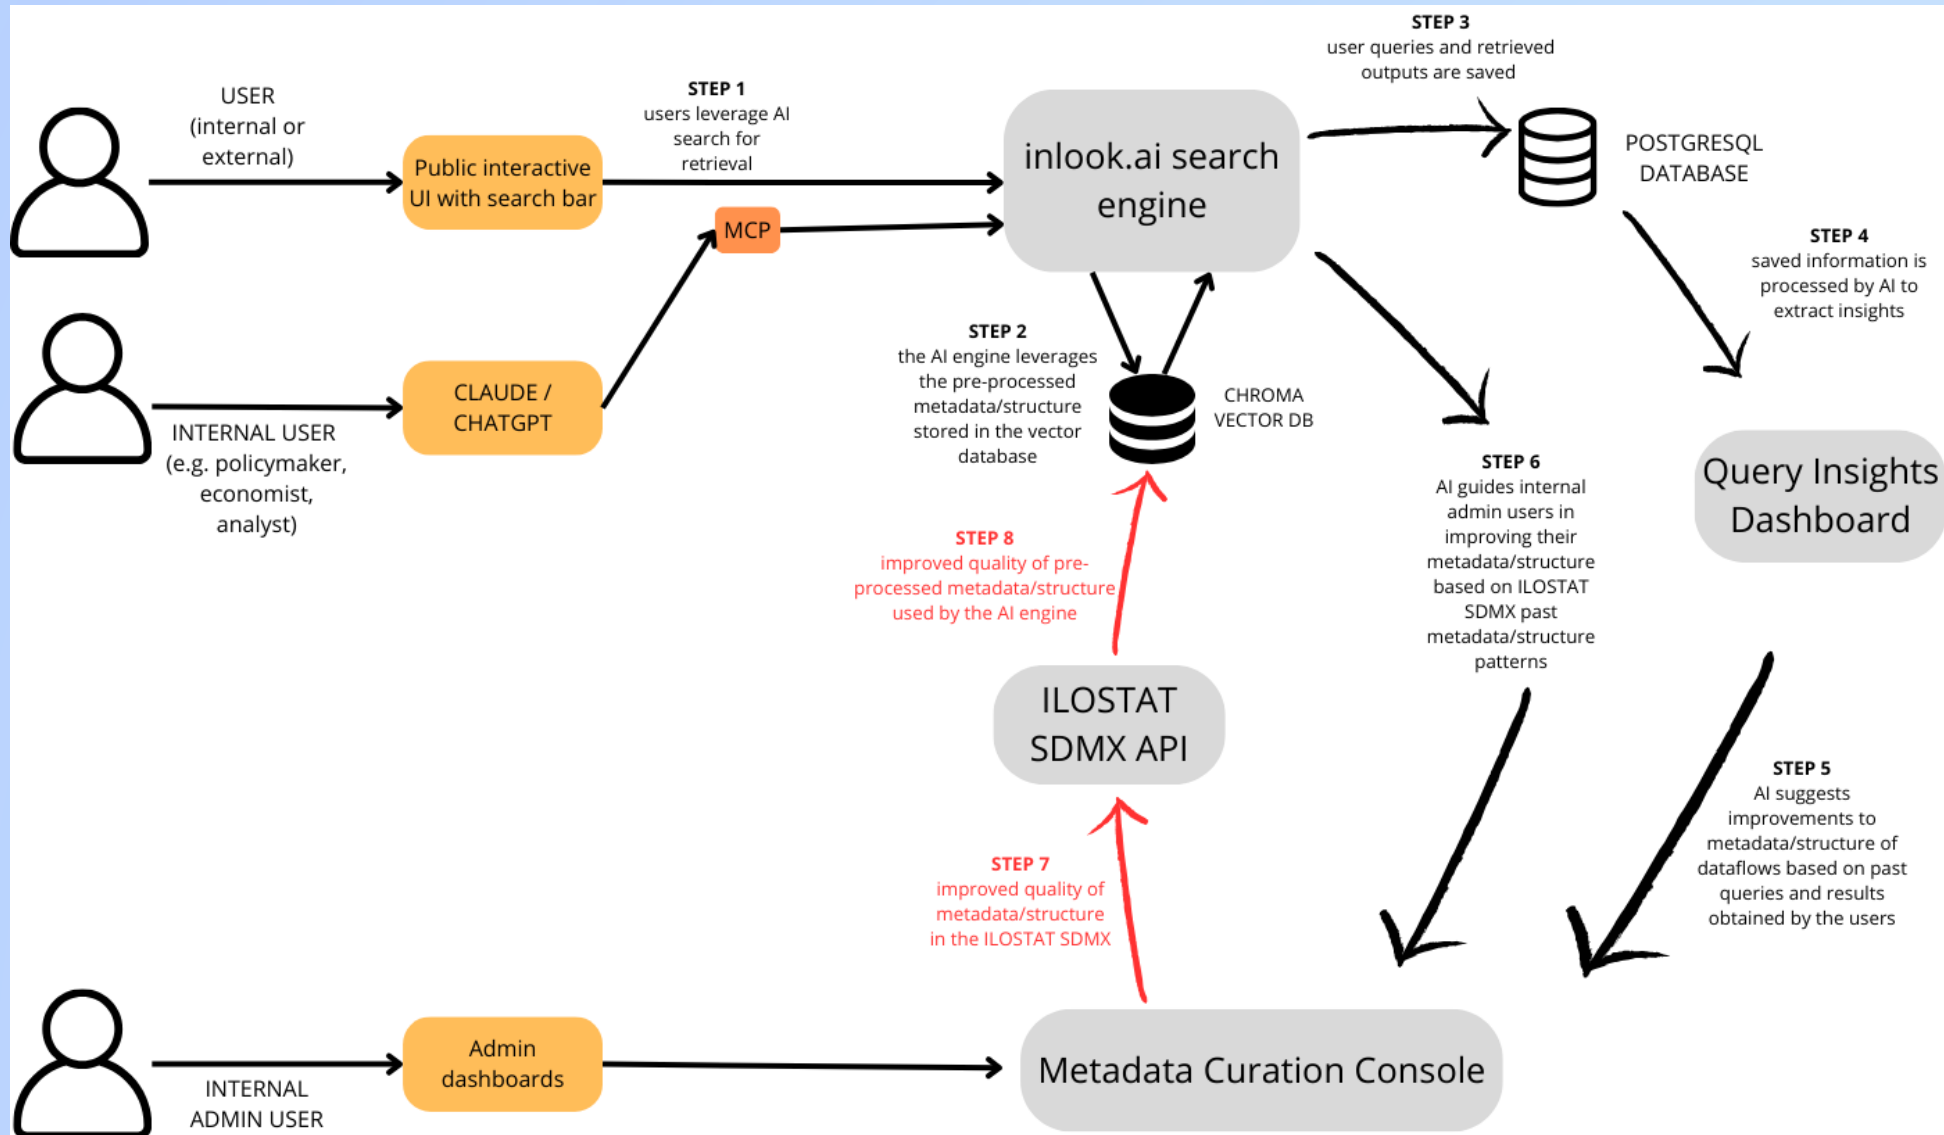 STEP 3
user queries and retrieved
outputs are saved
USER
(internal or
external)
STEP 1
users leverage AI
search for
retrieval
Public interactive
UI with search bar
MCP
inlook.ai search
engine
POSTGRESQL
DATABASE
STEP 4
saved information is
processed by AI to
extract insights
STEP 2
the AI engine leverages
the pre-processed
metadata/structure
stored in the vector
database
CHROMA
VECTOR DB
CLAUDE /
CHATGPT
INTERNAL USER
(e.g. policymaker,
economist,
analyst)
STEP 6
AI guides internal
admin users in
improving their
metadata/structure
based on ILOSTAT
SDMX past
metadata/structure
patterns
Query Insights
Dashboard
STEP 8
improved quality of pre-
processed metadata/structure
used by the AI engine
ILOSTAT
SDMX API
STEP 5
AI suggests
improvements to
metadata/structure of
dataflows based on past
queries and results
obtained by the users
STEP 7
improved quality of
metadata/structure
in the ILOSTAT SDMX
INTERNAL
ADMIN USER
Admin
dashboards
Metadata Curation Console